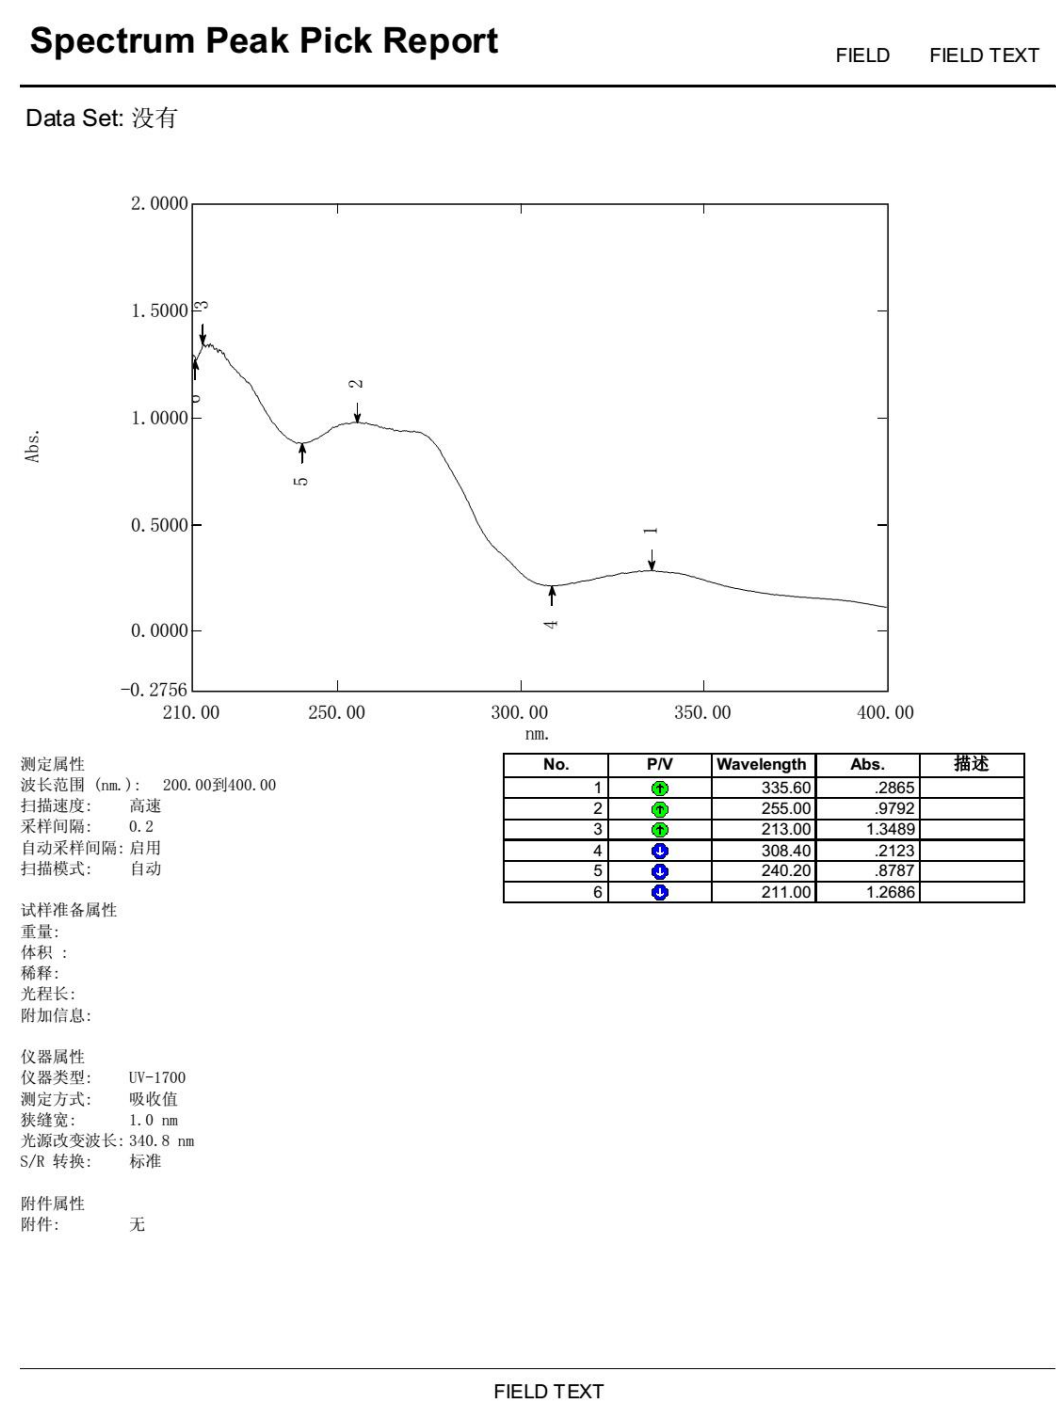 Spectrum Peak Pick Report
FIELD FIELD TEXT
Data Set: 没有
2.0000
1.5000
1.0000
0.5000
0.0000
-0.2756
Abs.
3
6
2
5
1
4
210.00 250.00 300.00 350.00 400.00
nm.
测定属性
波长范围 (nm.): 200.00到400.00
扫描速度: 高速
采样间隔: 0.2
自动采样间隔: 启用
扫描模式: 自动
No. P/V Wavelength Abs. 描述
1 335.60 .2865
2 255.00 .9792
3 213.00 1.3489
4 308.40 .2123
5 240.20 .8787
6 211.00 1.2686
试样准备属性
重量:
体积 :
稀释:
光程长:
附加信息:
仪器属性
仪器类型: UV-1700
测定方式: 吸收值
狭缝宽: 1.0 nm
光源改变波长: 340.8 nm
S/R 转换: 标准
附件属性
附件: 无
FIELD TEXT